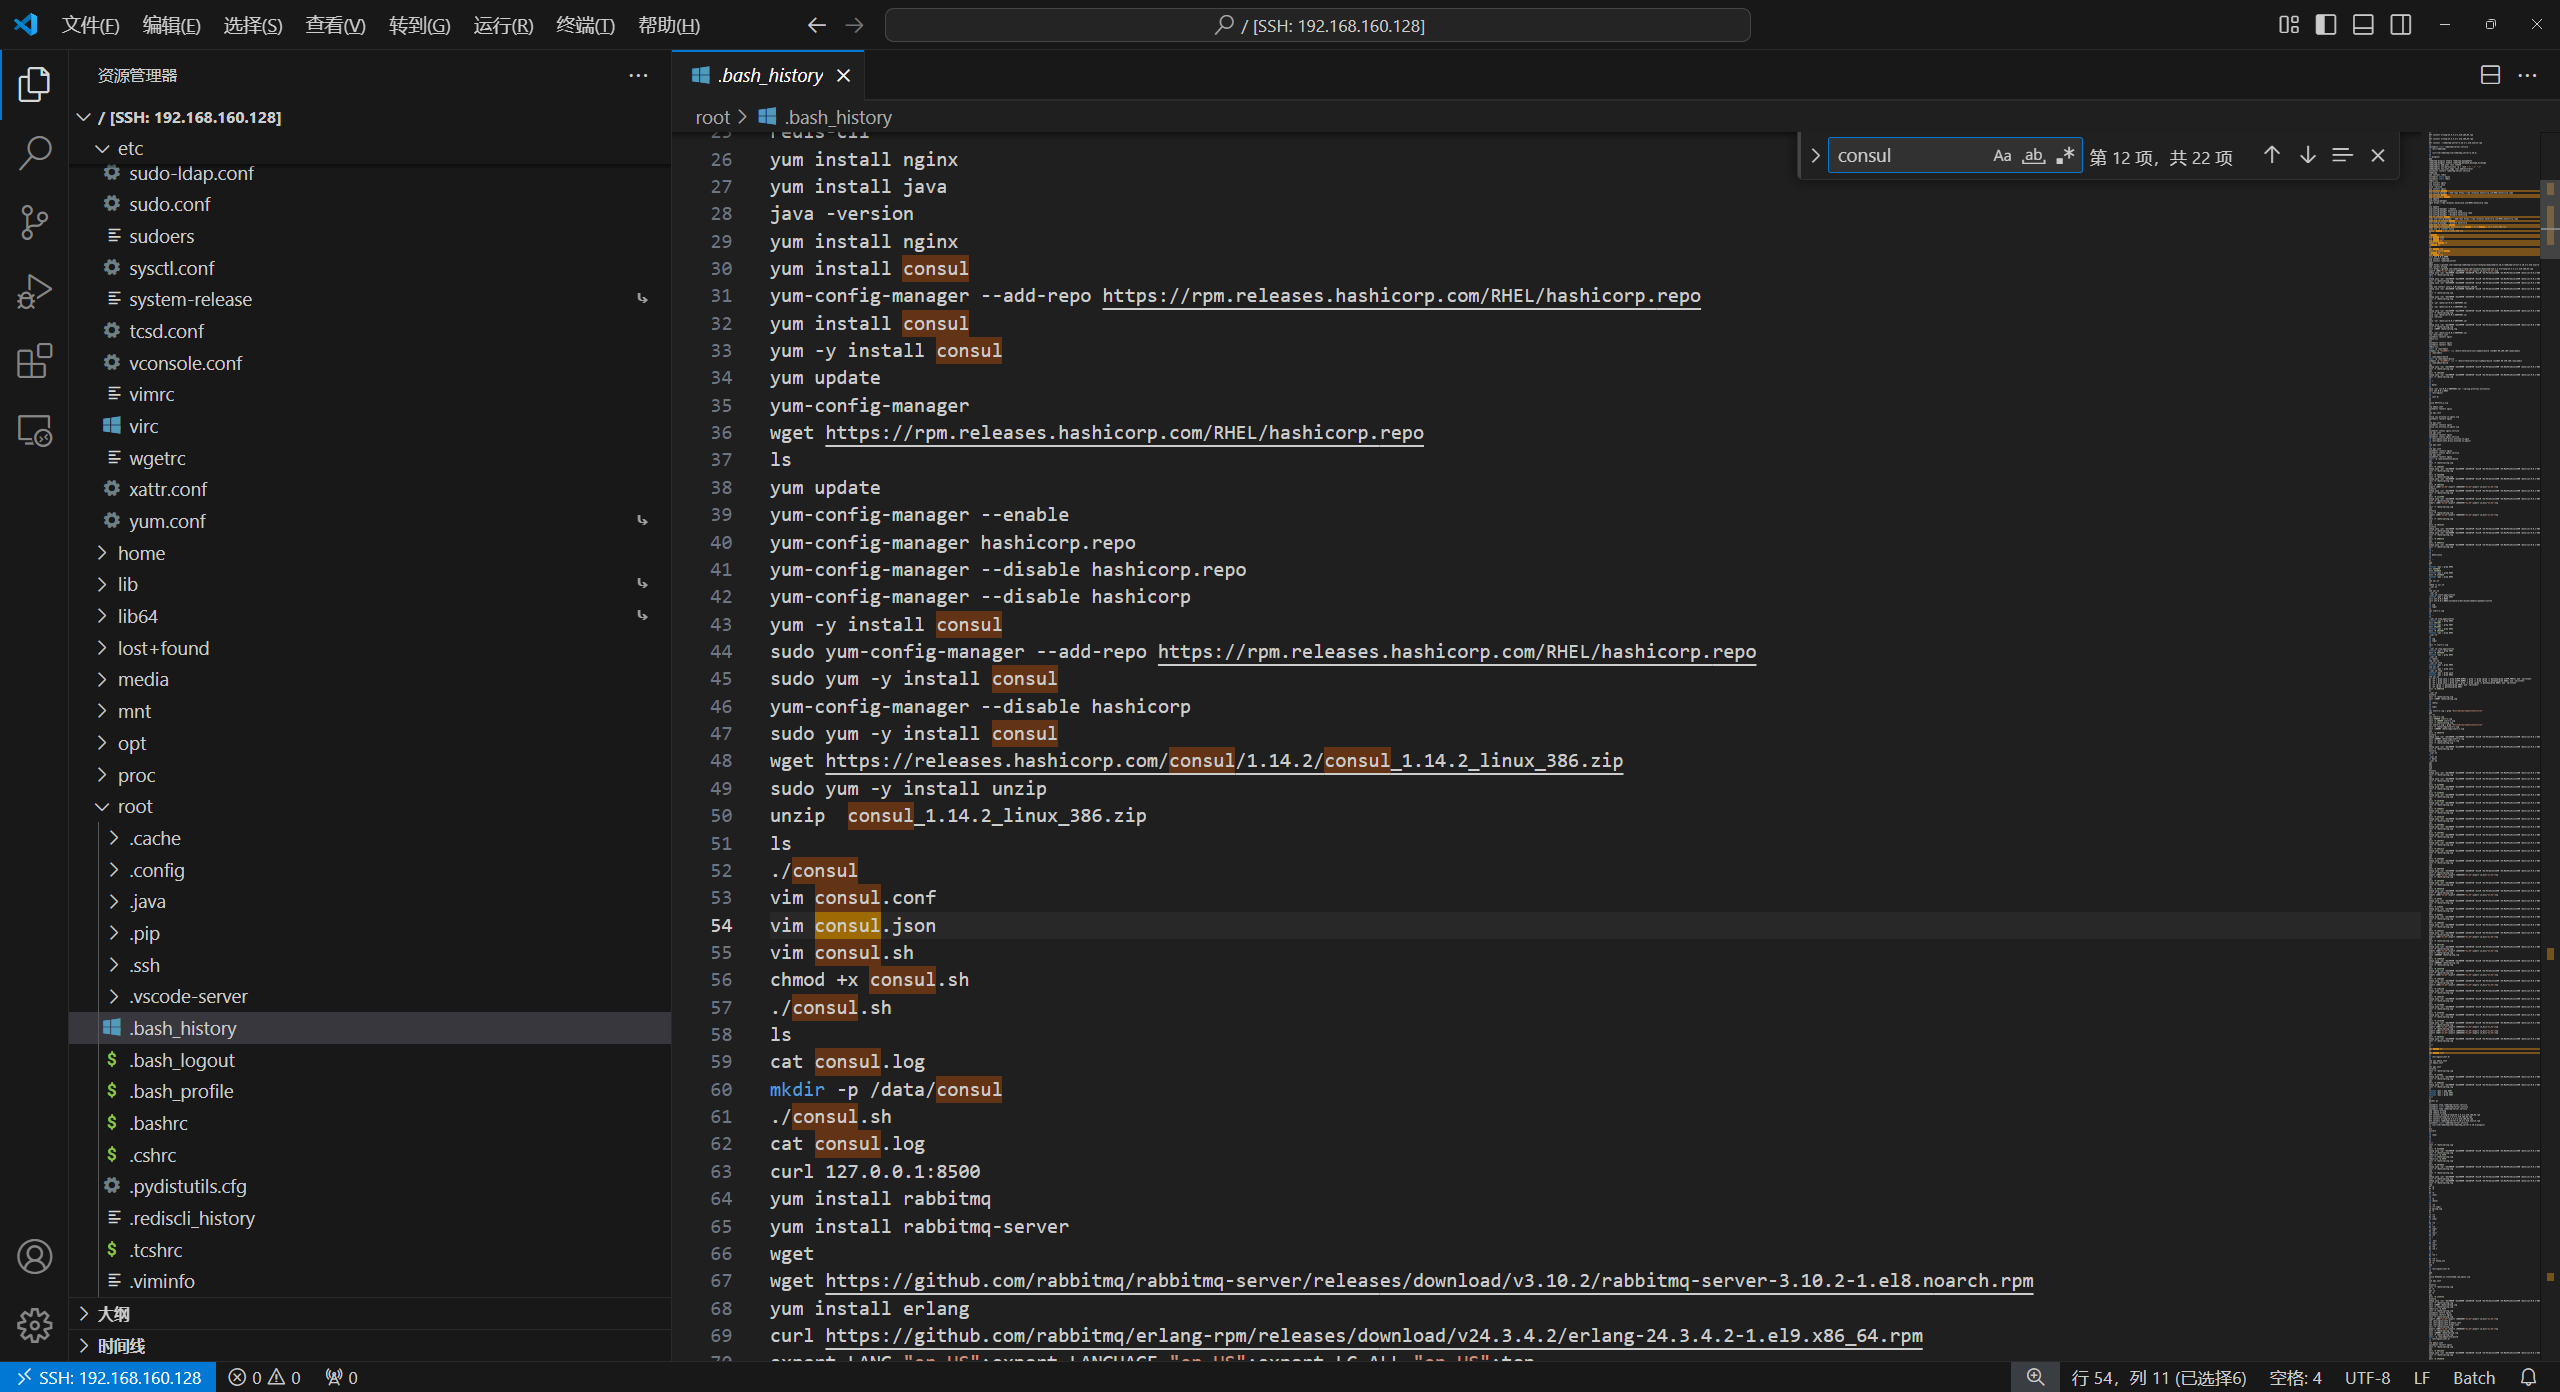 文件(F) 编辑(E) 选择(S) 查看(V) 转到(G) 运行(R) 终端(T) 帮助(H)
/ [SSH: 192.168.160.128]
资源管理器
/ [SSH: 192.168.160.128]
etc
sudo-ldap.conf
sudo.conf
sudoers
sysctl.conf
system-release
tcsd.conf
vconsole.conf
vimrc
virc
wgetrc
xattr.conf
yum.conf
home
lib
lib64
lost+found
media
mnt
opt
proc
root
.cache
.config
.java
.pip
.ssh
.vscode-server
.bash_history
.bash_logout
.bash_profile
.bashrc
.cshrc
.pydistutils.cfg
.rediscli_history
.tcshrc
.viminfo
大纲
时间线
.bash_history
root > .bash_history
consul Aa ab .* 第 12 项，共 22 项
25 redis-cli
26 yum install nginx
27 yum install java
28 java -version
29 yum install nginx
30 yum install consul
31 yum-config-manager --add-repo https://rpm.releases.hashicorp.com/RHEL/hashicorp.repo
32 yum install consul
33 yum -y install consul
34 yum update
35 yum-config-manager
36 wget https://rpm.releases.hashicorp.com/RHEL/hashicorp.repo
37 ls
38 yum update
39 yum-config-manager --enable
40 yum-config-manager hashicorp.repo
41 yum-config-manager --disable hashicorp.repo
42 yum-config-manager --disable hashicorp
43 yum -y install consul
44 sudo yum-config-manager --add-repo https://rpm.releases.hashicorp.com/RHEL/hashicorp.repo
45 sudo yum -y install consul
46 yum-config-manager --disable hashicorp
47 sudo yum -y install consul
48 wget https://releases.hashicorp.com/consul/1.14.2/consul_1.14.2_linux_386.zip
49 sudo yum -y install unzip
50 unzip  consul_1.14.2_linux_386.zip
51 ls
52 ./consul
53 vim consul.conf
54 vim consul.json
55 vim consul.sh
56 chmod +x consul.sh
57 ./consul.sh
58 ls
59 cat consul.log
60 mkdir -p /data/consul
61 ./consul.sh
62 cat consul.log
63 curl 127.0.0.1:8500
64 yum install rabbitmq
65 yum install rabbitmq-server
66 wget
67 wget https://github.com/rabbitmq/rabbitmq-server/releases/download/v3.10.2/rabbitmq-server-3.10.2-1.el8.noarch.rpm
68 yum install erlang
69 curl https://github.com/rabbitmq/erlang-rpm/releases/download/v24.3.4.2/erlang-24.3.4.2-1.el9.x86_64.rpm
70 export LANG="en_US";export LANGUAGE="en_US";export LC_ALL="en_US";top
SSH: 192.168.160.128 0 0 0 行 54，列 11 (已选择6) 空格: 4 UTF-8 LF Batch